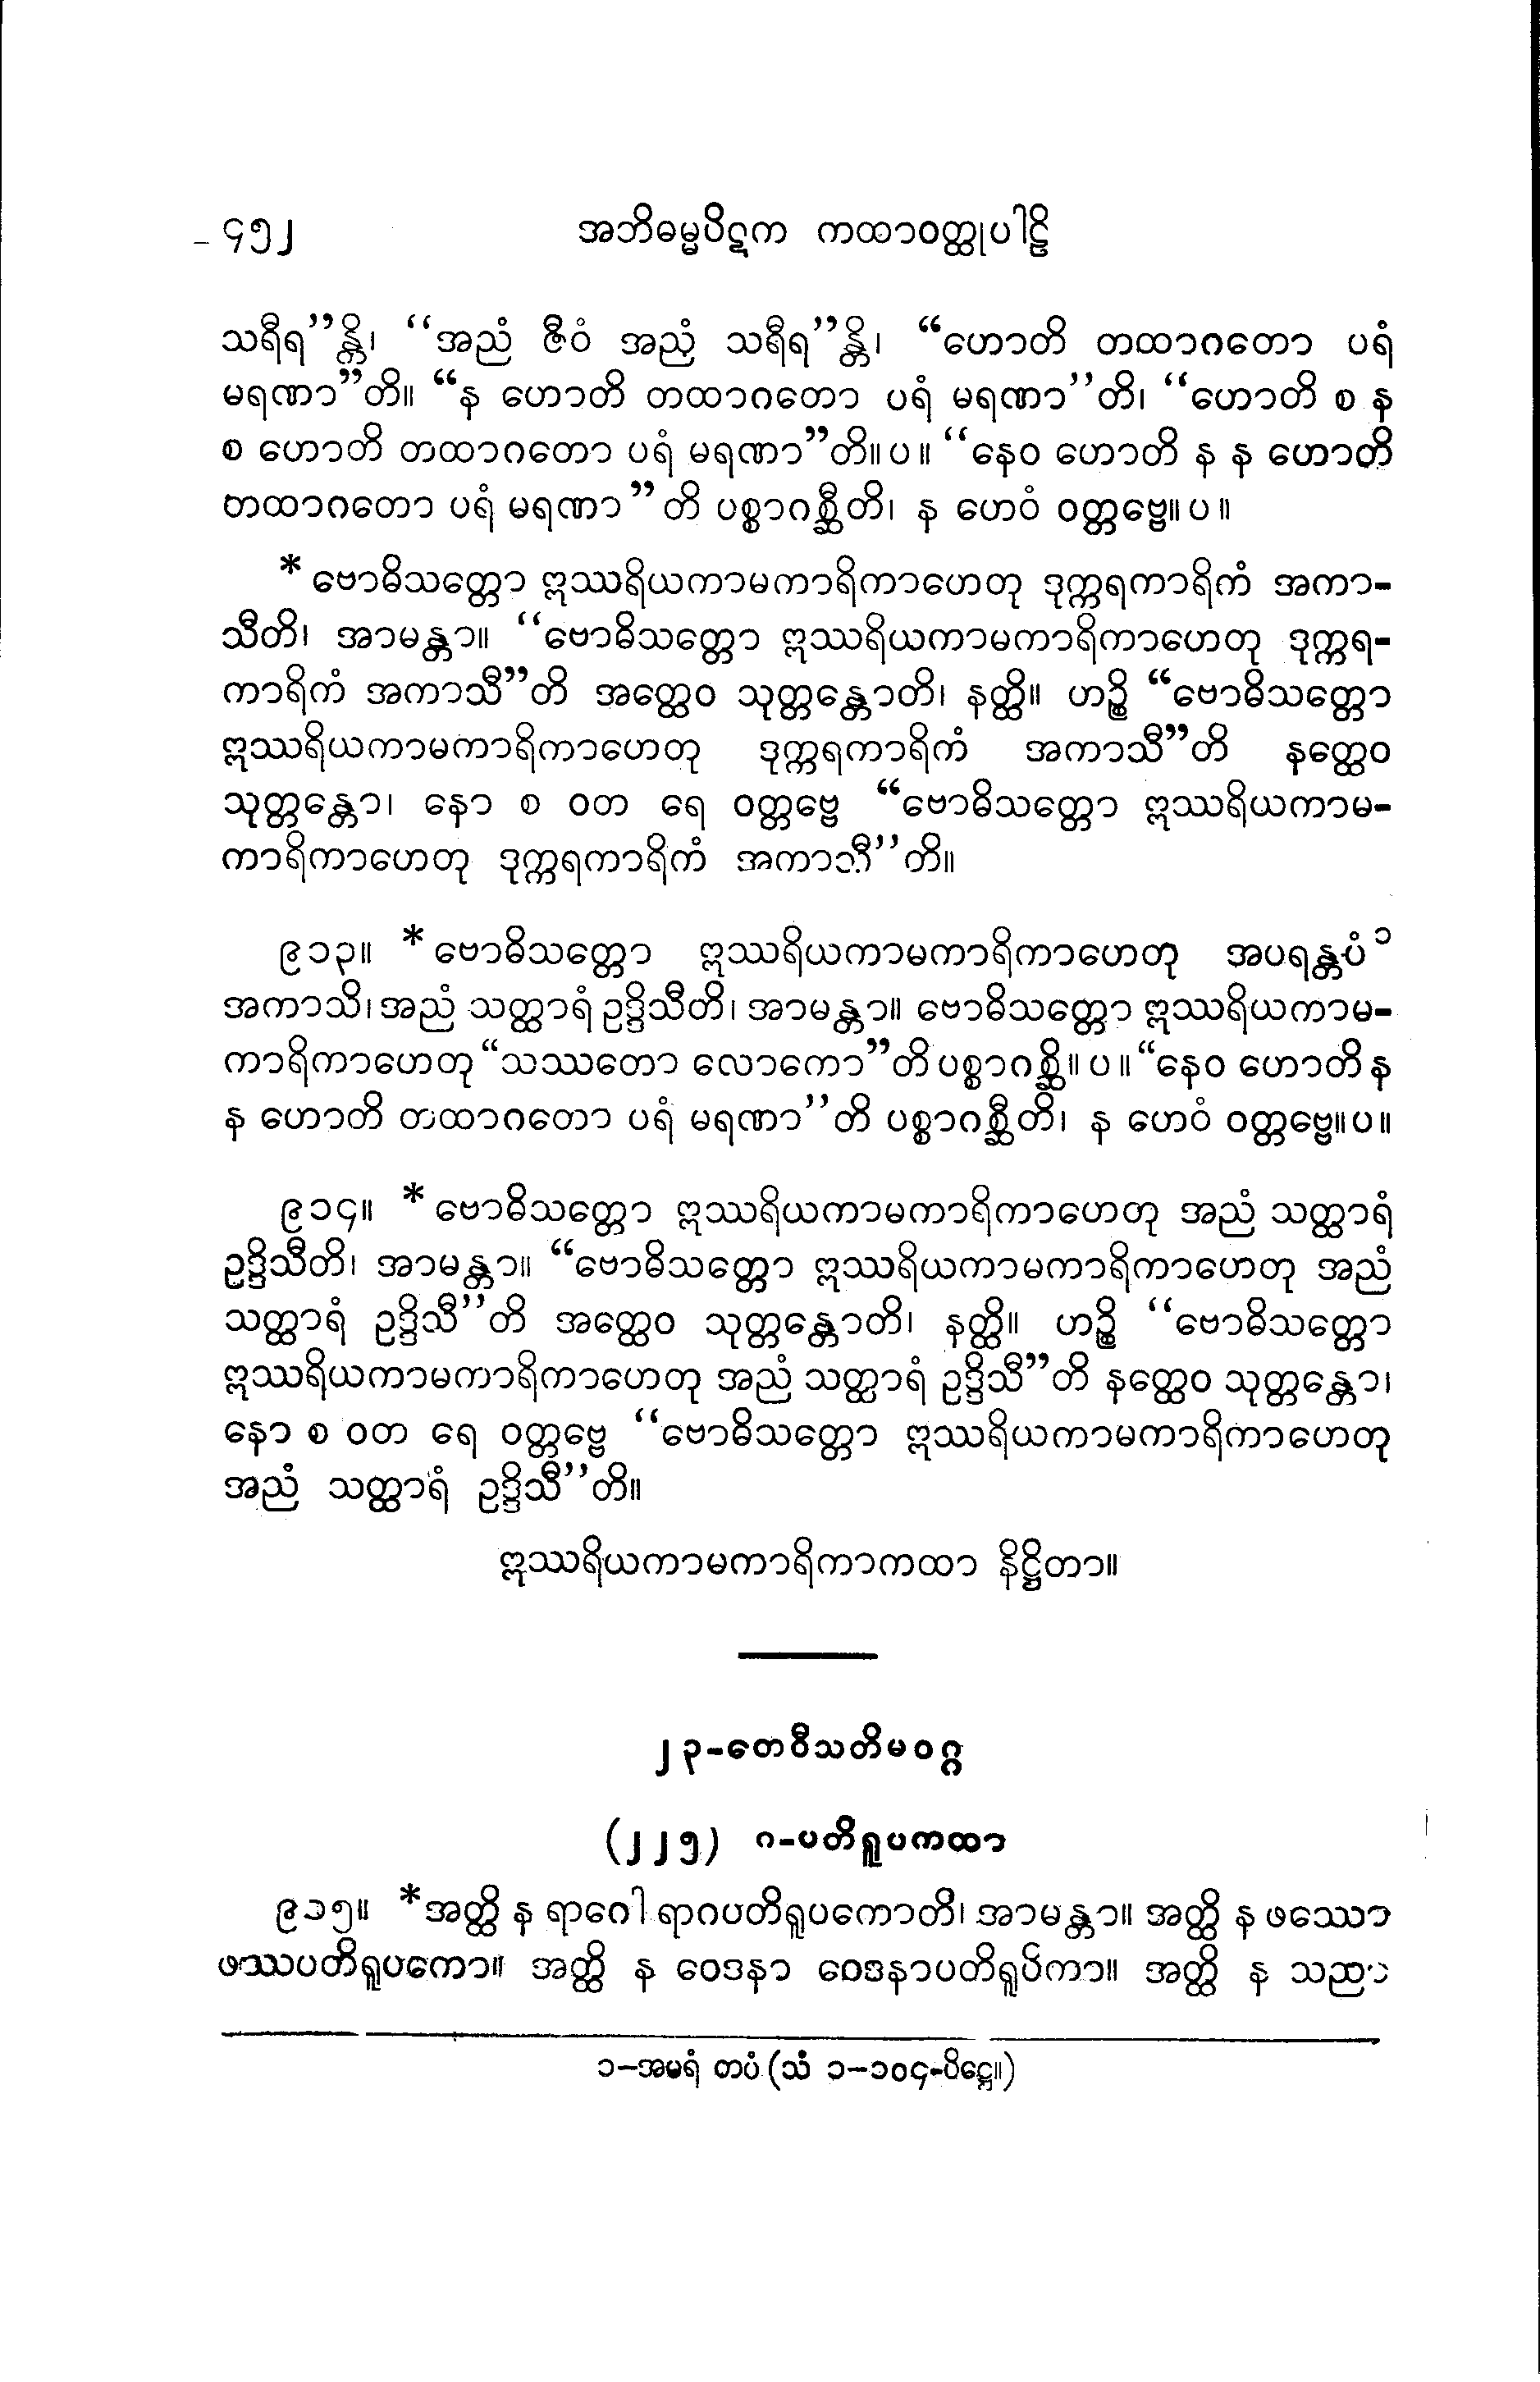 ၄၅၂ အဘိဓမ္မပိဋက ကထာဝတ္ထုပါဠိ
သရီရ”န္တိ၊ “အညံ ဇီဝံ အညံ သရီရ”န္တိ၊ “ဟောတိ တထာဂတော ပရံ
မရဏာ”တိ။ “န ဟောတိ တထာဂတော ပရံ မရဏာ”တိ၊ “ဟောတိ စ န
စ ဟောတိ တထာဂတော ပရံ မရဏာ”တိ။ပ။ “နေဝ ဟောတိ န န ဟောတိ
တထာဂတော ပရံ မရဏာ”တိ ပစ္စာဂစ္ဆီတိ၊ န ဟေဝံ ဝတ္တဗ္ဗေ။ပ။
* ဗောဓိသတ္တော ဣဿရိယကာမကာရိကာဟေတု ဒုက္ကရကာရိကံ အကာ-
သီတိ၊ အာမန္တာ။ “ဗောဓိသတ္တော ဣဿရိယကာမကာရိကာဟေတု ဒုက္ကရ-
ကာရိကံ အကာသီ”တိ အတ္ထေဝ သုတ္တန္တောတိ၊ နတ္ထိ။ ဟဉ္စိ “ဗောဓိသတ္တော
ဣဿရိယကာမကာရိကာဟေတု ဒုက္ကရကာရိကံ အကာသီ”တိ နတ္ထေဝ
သုတ္တန္တော၊ နော စ ဝတ ရေ ဝတ္တဗ္ဗေ “ဗောဓိသတ္တော ဣဿရိယကာမ-
ကာရိကာဟေတု ဒုက္ကရကာရိကံ အကာသီ”တိ။
၉၁၃။ * ဗောဓိသတ္တော ဣဿရိယကာမကာရိကာဟေတု အပရန္တပံ ၁
အကာသိ၊ အညံ သတ္ထာရံ ဥဒ္ဒိသီတိ၊ အာမန္တာ။ ဗောဓိသတ္တော ဣဿရိယကာမ-
ကာရိကာဟေတု “သဿတော လောကော”တိ ပစ္စာဂစ္ဆိ။ပ။ “နေဝ ဟောတိ န
န ဟောတိ တထာဂတော ပရံ မရဏာ”တိ ပစ္စာဂစ္ဆီတိ၊ န ဟေဝံ ဝတ္တဗ္ဗေ။ပ။
၉၁၄။ * ဗောဓိသတ္တော ဣဿရိယကာမကာရိကာဟေတု အညံ သတ္ထာရံ
ဥဒ္ဒိသီတိ၊ အာမန္တာ။ “ဗောဓိသတ္တော ဣဿရိယကာမကာရိကာဟေတု အညံ
သတ္ထာရံ ဥဒ္ဒိသီ”တိ အတ္ထေဝ သုတ္တန္တောတိ၊ နတ္ထိ။ ဟဉ္စိ “ဗောဓိသတ္တော
ဣဿရိယကာမကာရိကာဟေတု အညံ သတ္ထာရံ ဥဒ္ဒိသီ”တိ နတ္ထေဝ သုတ္တန္တော၊
နော စ ဝတ ရေ ဝတ္တဗ္ဗေ “ဗောဓိသတ္တော ဣဿရိယကာမကာရိကာဟေတု
အညံ သတ္ထာရံ ဥဒ္ဒိသီ”တိ။
ဣဿရိယကာမကာရိကာကထာ နိဋ္ဌိတာ။
၂၃-တေဝီသတိမဝဂ္ဂ
(၂၂၅) ဂ-ပတိရူပကထာ
၉၁၅။ *အတ္ထိ န ရာဂေါ ရာဂပတိရူပကောတိ၊ အာမန္တာ။ အတ္ထိ န ဖဿော
ဖဿပတိရူပကော။ အတ္ထိ န ဝေဒနာ ဝေဒနာပတိရူပိကာ။ အတ္ထိ န သညာ
၁-အမရံ တပံ (သံ ၁-၁၀၄-ပိဋ္ဌေ။)